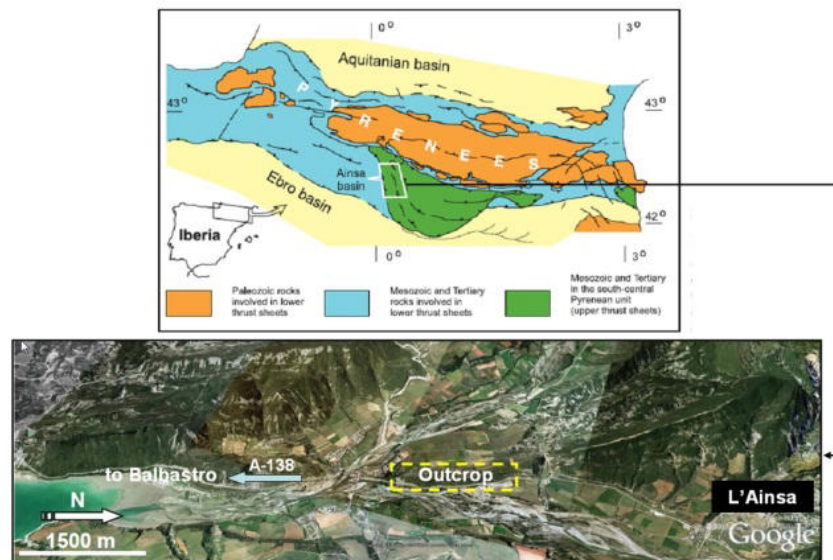 0° 3°
Aquitanian basin
43° 43°
PYRENEES
Ainsa
basin
Ebro basin
42°
Iberia
0° 3°
Paleozoic rocks
involved in lower
thrust sheets
Mesozoic and Tertiary
rocks involved in
lower thrust sheets
Mesozoic and Tertiary
in the south-central
Pyrenean unit
(upper thrust sheets)
to Balbastro
A-138
Outcrop
N
L'Ainsa
1500 m
Google